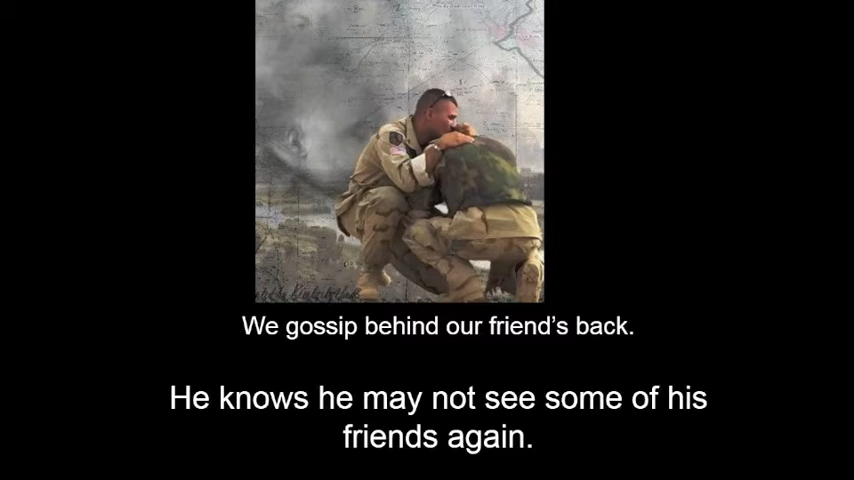 We gossip behind our friend’s back.
He knows he may not see some of his
friends again.